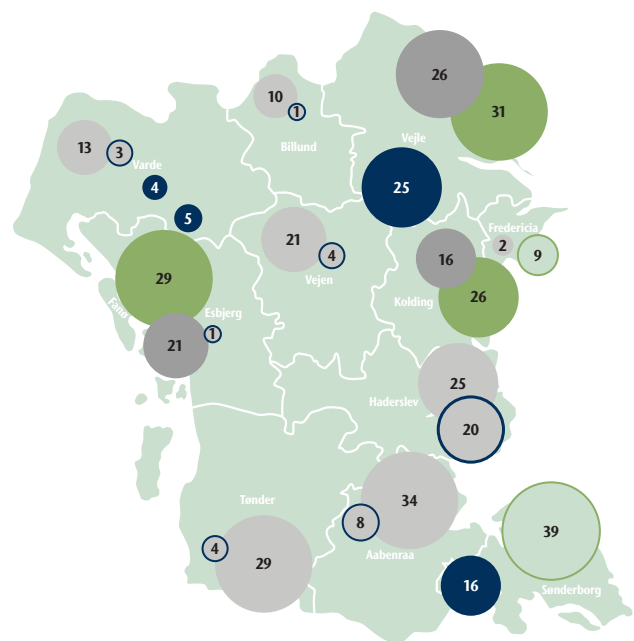 26
31
10
1
Billund
Vejle
13
3
Varde
4
25
5
21
4
Vejen
Fredericia
2
9
16
26
Kolding
29
Fanø
Esbjerg
1
21
25
Haderslev
20
Tønder
34
8
Aabenraa
4
29
39
16
Sønderborg